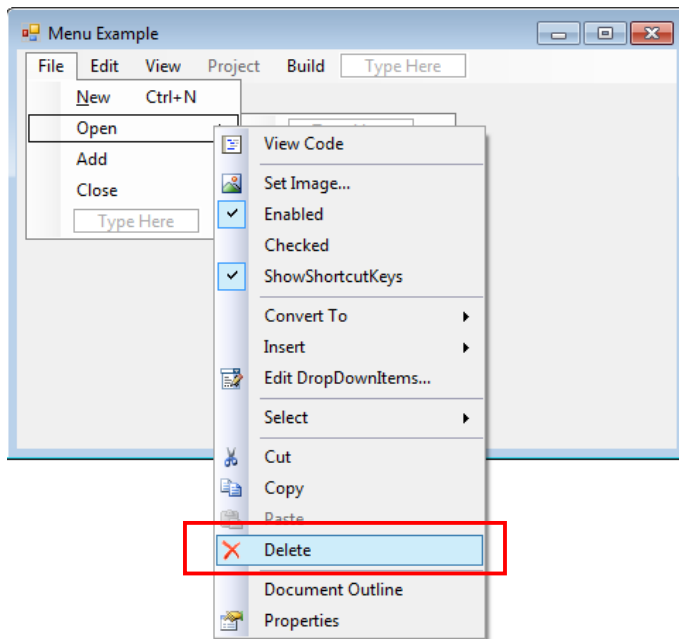 Menu Example
File Edit View Project Build Type Here
New Ctrl+N
Open
Add
Close
Type Here
View Code
Set Image...
Enabled
Checked
ShowShortcutKeys
Convert To
Insert
Edit DropDownItems...
Select
Cut
Copy
Paste
Delete
Document Outline
Properties